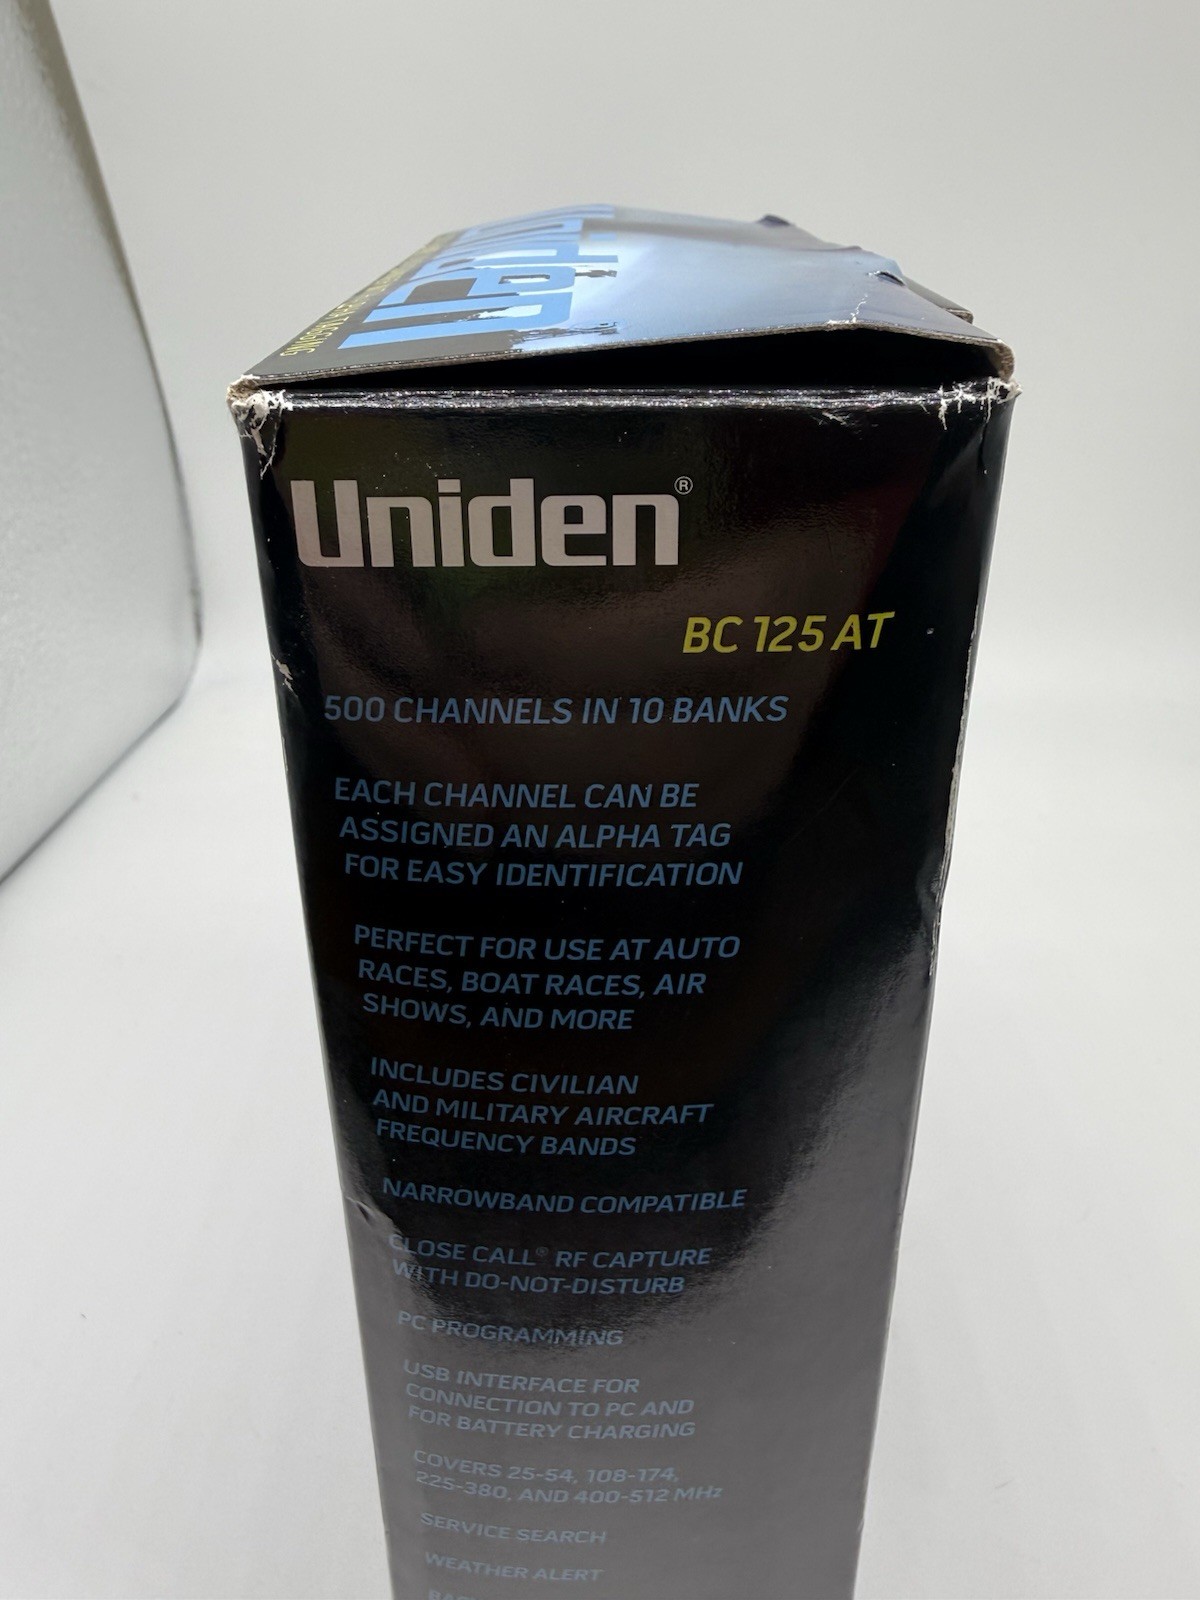 Uniden®
BC 125 AT
500 CHANNELS IN 10 BANKS
EACH CHANNEL CAN BE
ASSIGNED AN ALPHA TAG
FOR EASY IDENTIFICATION
PERFECT FOR USE AT AUTO
RACES, BOAT RACES, AIR
SHOWS, AND MORE
INCLUDES CIVILIAN
AND MILITARY AIRCRAFT
FREQUENCY BANDS
NARROWBAND COMPATIBLE
CLOSE CALL® RF CAPTURE
WITH DO-NOT-DISTURB
PC PROGRAMMING
USB INTERFACE FOR
CONNECTION TO PC AND
FOR BATTERY CHARGING
COVERS 25-54, 108-174,
225-380, AND 400-512 MHz
SERVICE SEARCH
WEATHER ALERT